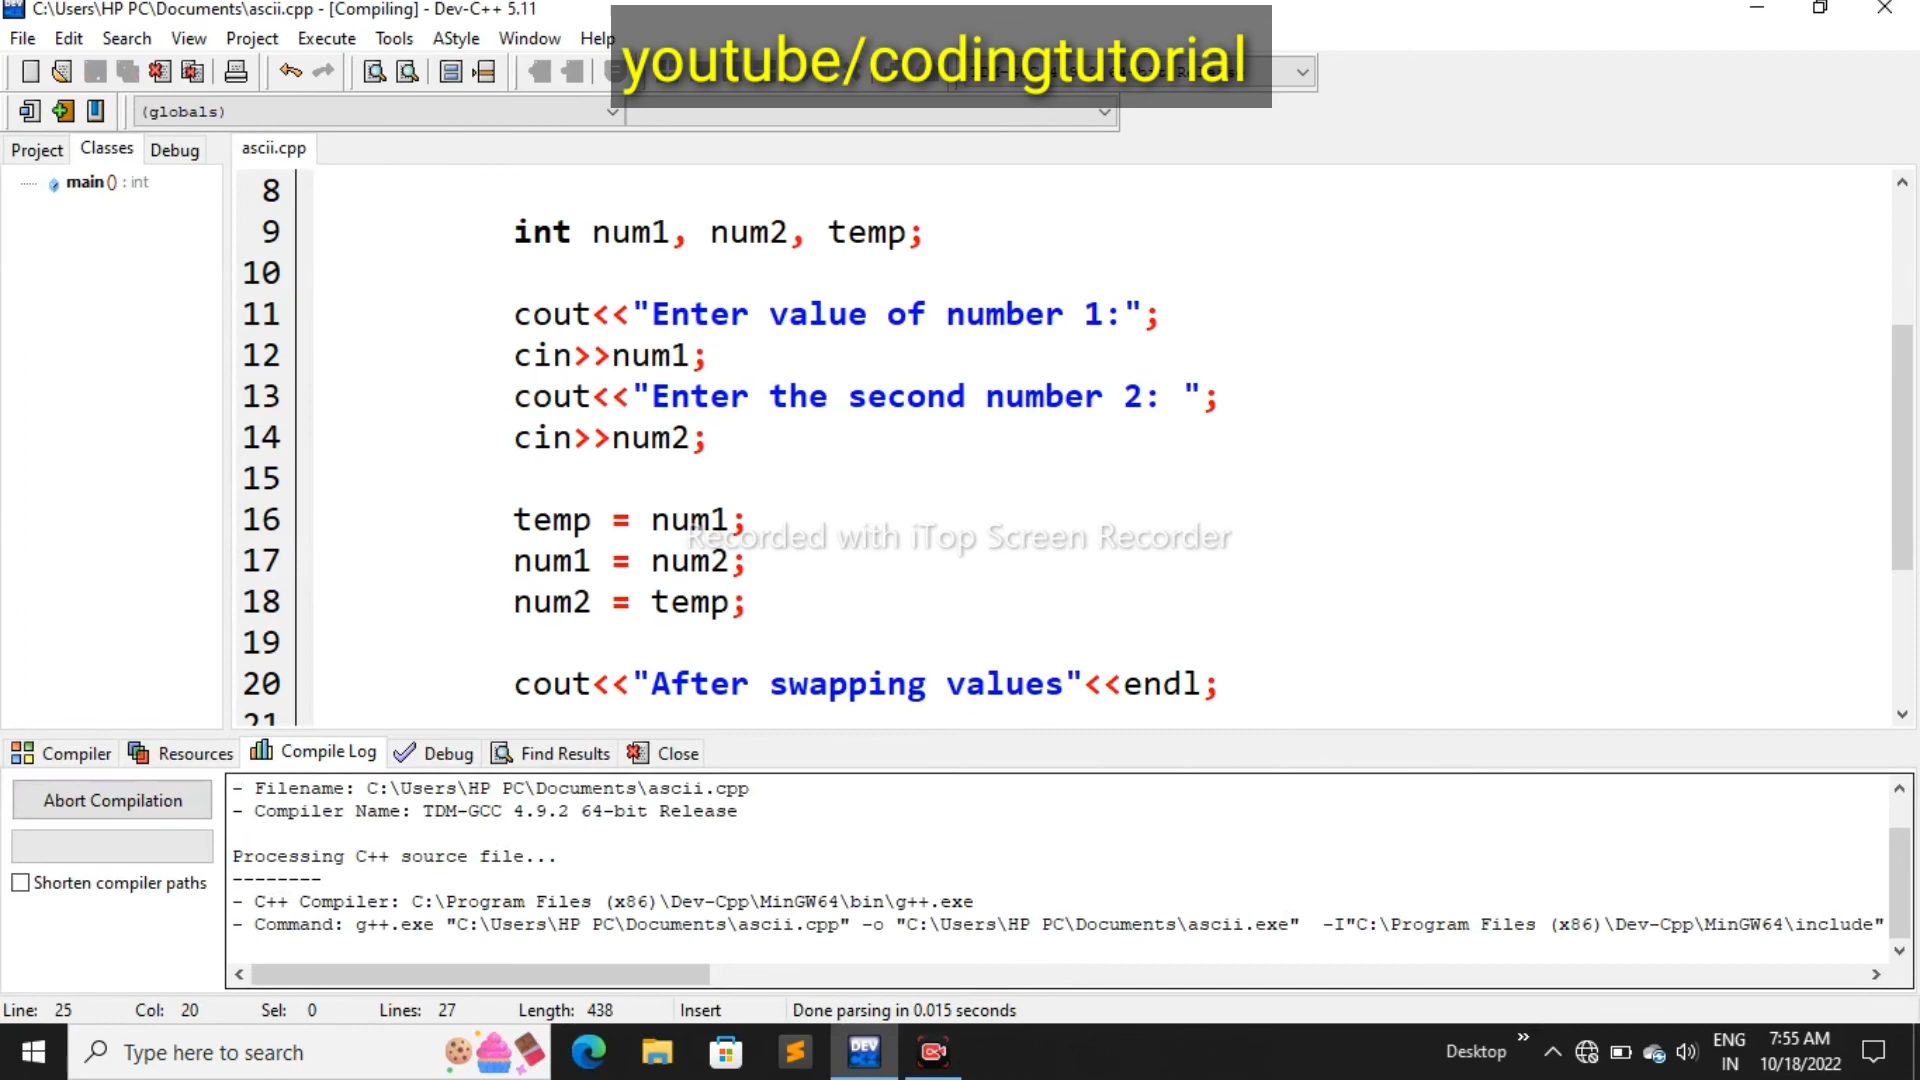 C:\Users\HP PC\Documents\ascii.cpp - [Compiling] - Dev-C++ 5.11
File Edit Search View Project Execute Tools AStyle Window Help
youtube/codingtutorial
(globals)
Project Classes Debug
ascii.cpp
main() : int
8
9 int num1, num2, temp;
10
11 cout<<"Enter value of number 1:";
12 cin>>num1;
13 cout<<"Enter the second number 2: ";
14 cin>>num2;
15
16 temp = num1;
Recorded with iTop Screen Recorder
17 num1 = num2;
18 num2 = temp;
19
20 cout<<"After swapping values"<<endl;
21
Compiler Resources Compile Log Debug Find Results Close
Abort Compilation
Shorten compiler paths
- Filename: C:\Users\HP PC\Documents\ascii.cpp
- Compiler Name: TDM-GCC 4.9.2 64-bit Release
Processing C++ source file...
--------
- C++ Compiler: C:\Program Files (x86)\Dev-Cpp\MinGW64\bin\g++.exe
- Command: g++.exe "C:\Users\HP PC\Documents\ascii.cpp" -o "C:\Users\HP PC\Documents\ascii.exe" -I"C:\Program Files (x86)\Dev-Cpp\MinGW64\include"
Line: 25 Col: 20 Sel: 0 Lines: 27 Length: 438 Insert Done parsing in 0.015 seconds
Type here to search
DEV
Desktop
ENG
IN
7:55 AM
10/18/2022